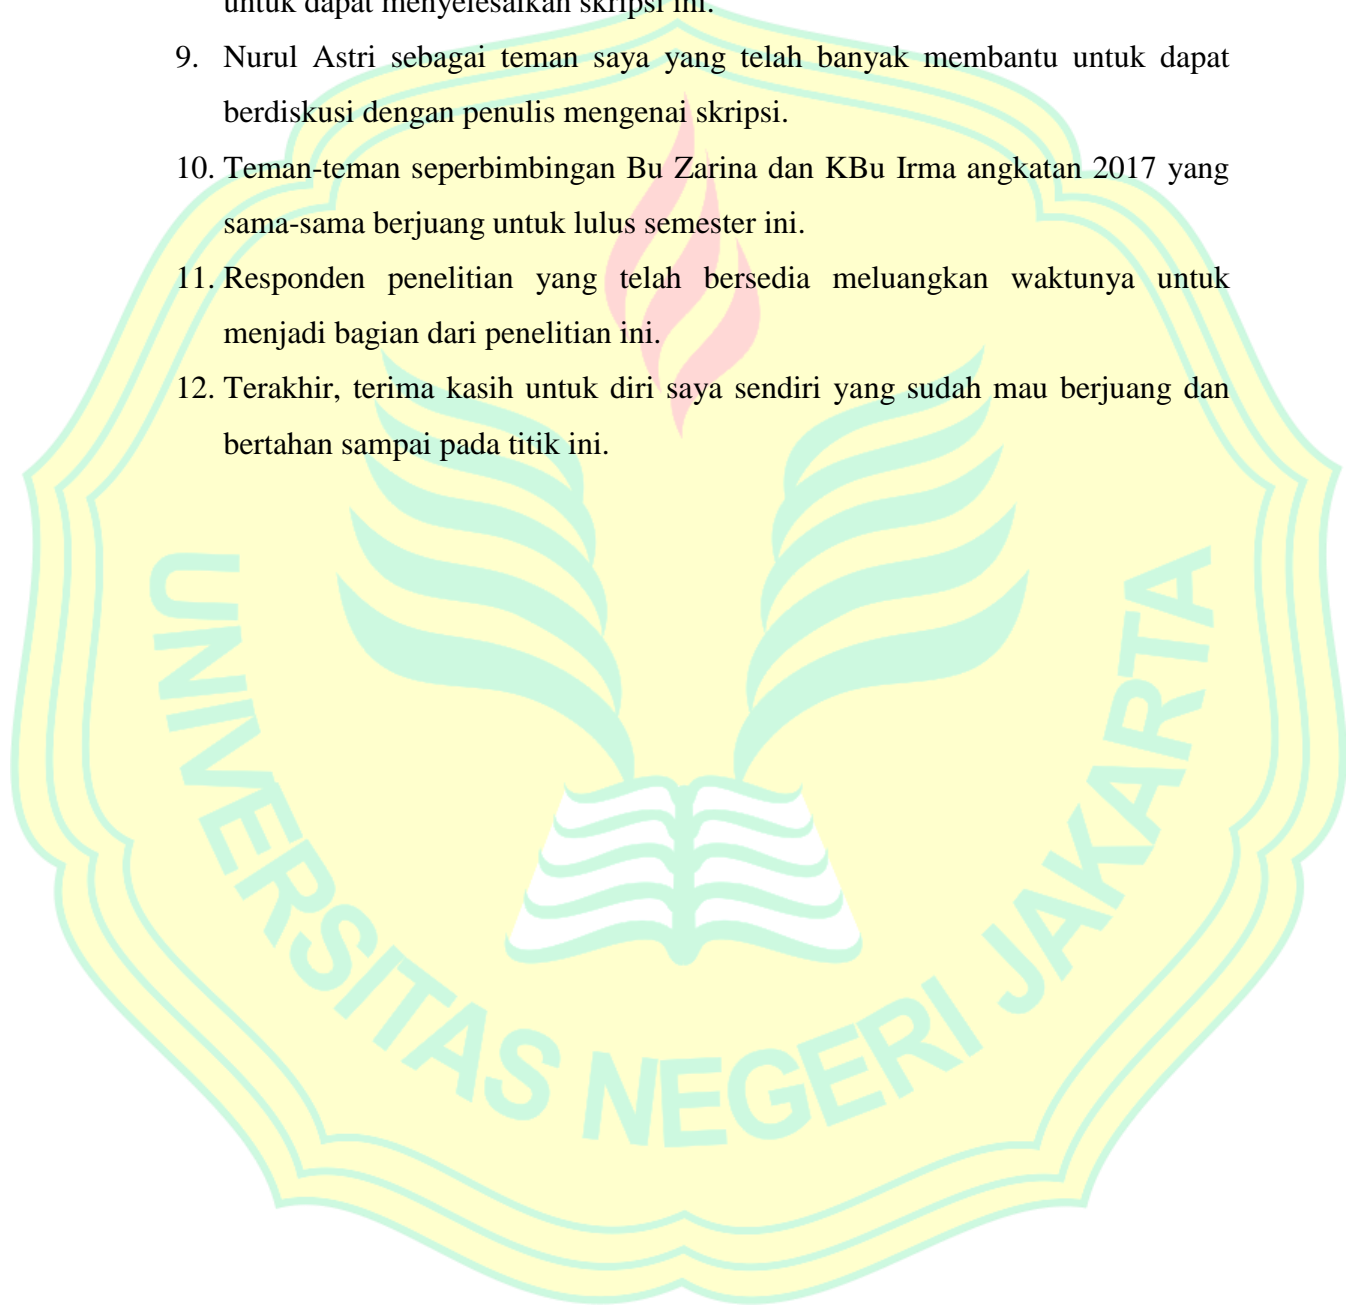 untuk dapat menyelesaikan skripsi ini.
9. Nurul Astri sebagai teman saya yang telah banyak membantu untuk dapat
berdiskusi dengan penulis mengenai skripsi.
10. Teman-teman seperbimbingan Bu Zarina dan KBu Irma angkatan 2017 yang
sama-sama berjuang untuk lulus semester ini.
11. Responden penelitian yang telah bersedia meluangkan waktunya untuk
menjadi bagian dari penelitian ini.
12. Terakhir, terima kasih untuk diri saya sendiri yang sudah mau berjuang dan
bertahan sampai pada titik ini.
UNIVERSITAS NEGERI JAKARTA